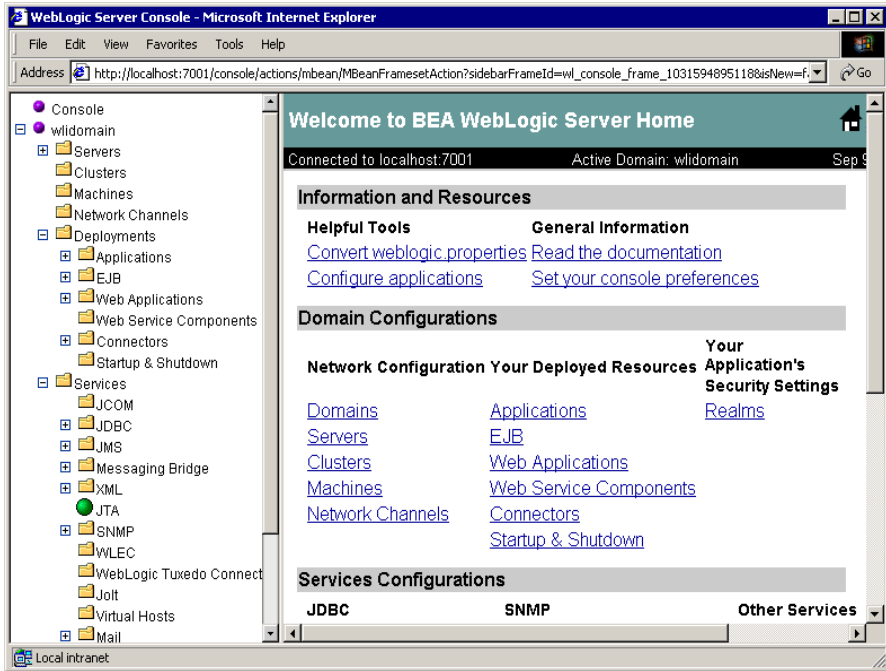 WebLogic Server Console - Microsoft Internet Explorer
File Edit View Favorites Tools Help
Address http://localhost:7001/console/actions/mbean/MBeanFramesetAction?sidebarFrameId=wl_console_frame_1031594895118&isNew=f Go
Console
wlidomain
Servers
Clusters
Machines
Network Channels
Deployments
Applications
EJB
Web Applications
Web Service Components
Connectors
Startup & Shutdown
Services
JCOM
JDBC
JMS
Messaging Bridge
XML
JTA
SNMP
WLEC
WebLogic Tuxedo Connect
Jolt
Virtual Hosts
Mail
Welcome to BEA WebLogic Server Home
Connected to localhost:7001 Active Domain: wlidomain Sep 9
Information and Resources
Helpful Tools General Information
Convert weblogic.properties Read the documentation
Configure applications Set your console preferences
Domain Configurations
Network Configuration Your Deployed Resources Your Application's Security Settings
Domains Applications Realms
Servers EJB
Clusters Web Applications
Machines Web Service Components
Network Channels Connectors
Startup & Shutdown
Services Configurations
JDBC SNMP Other Services
Local intranet